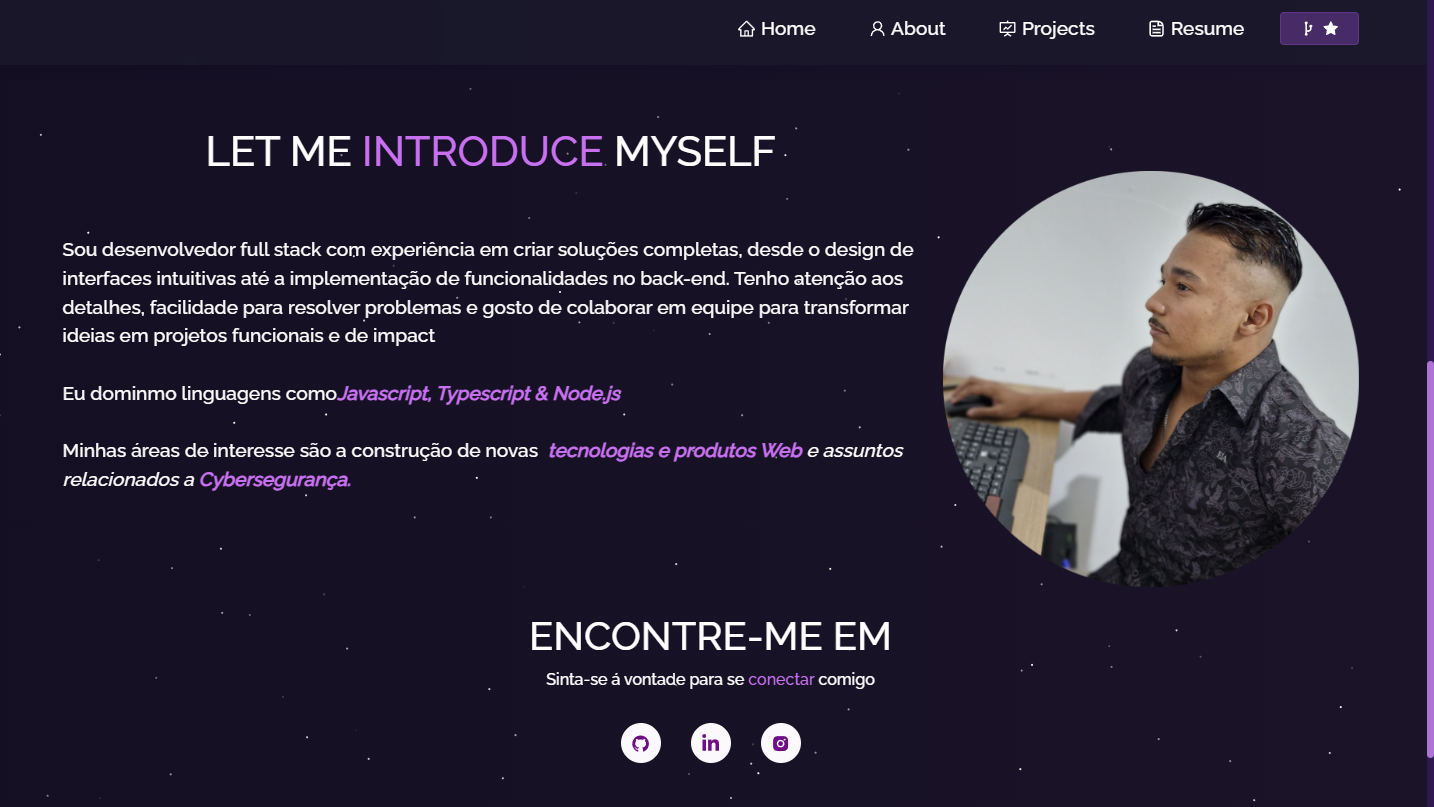 Home About Projects Resume
LET ME INTRODUCE MYSELF
Sou desenvolvedor full stack com experiência em criar soluções completas, desde o design de
interfaces intuitivas até a implementação de funcionalidades no back-end. Tenho atenção aos
detalhes, facilidade para resolver problemas e gosto de colaborar em equipe para transformar
ideias em projetos funcionais e de impact
Eu dominmo linguagens comoJavascript, Typescript & Node.js
Minhas áreas de interesse são a construção de novas tecnologias e produtos Web e assuntos
relacionados a Cybersegurança.
ENCONTRE-ME EM
Sinta-se á vontade para se conectar comigo
in